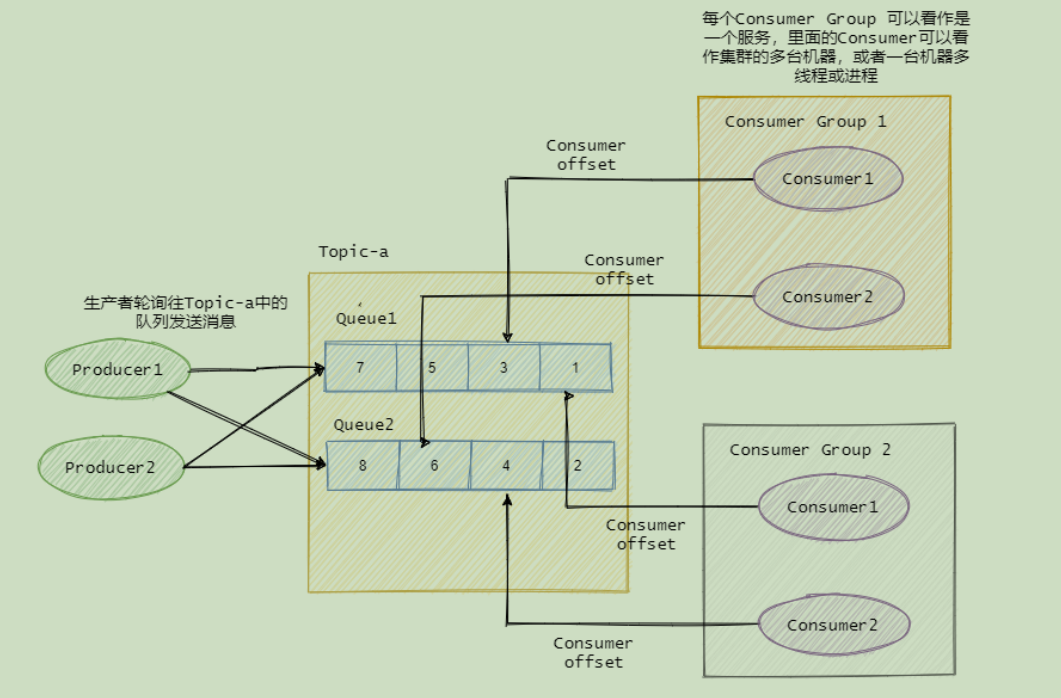 每个Consumer Group 可以看作是
一个服务，里面的Consumer可以看
作集群的多台机器，或者一台机器多
线程或进程
Consumer Group 1
Consumer
offset
Consumer1
Topic-a
Consumer
offset
Consumer2
生产者轮询往Topic-a中的
队列发送消息
Queue1
Producer1
7 5 3 1
Queue2
Producer2
8 6 4 2
Consumer Group 2
Consumer1
Consumer
offset
Consumer2
Consumer
offset